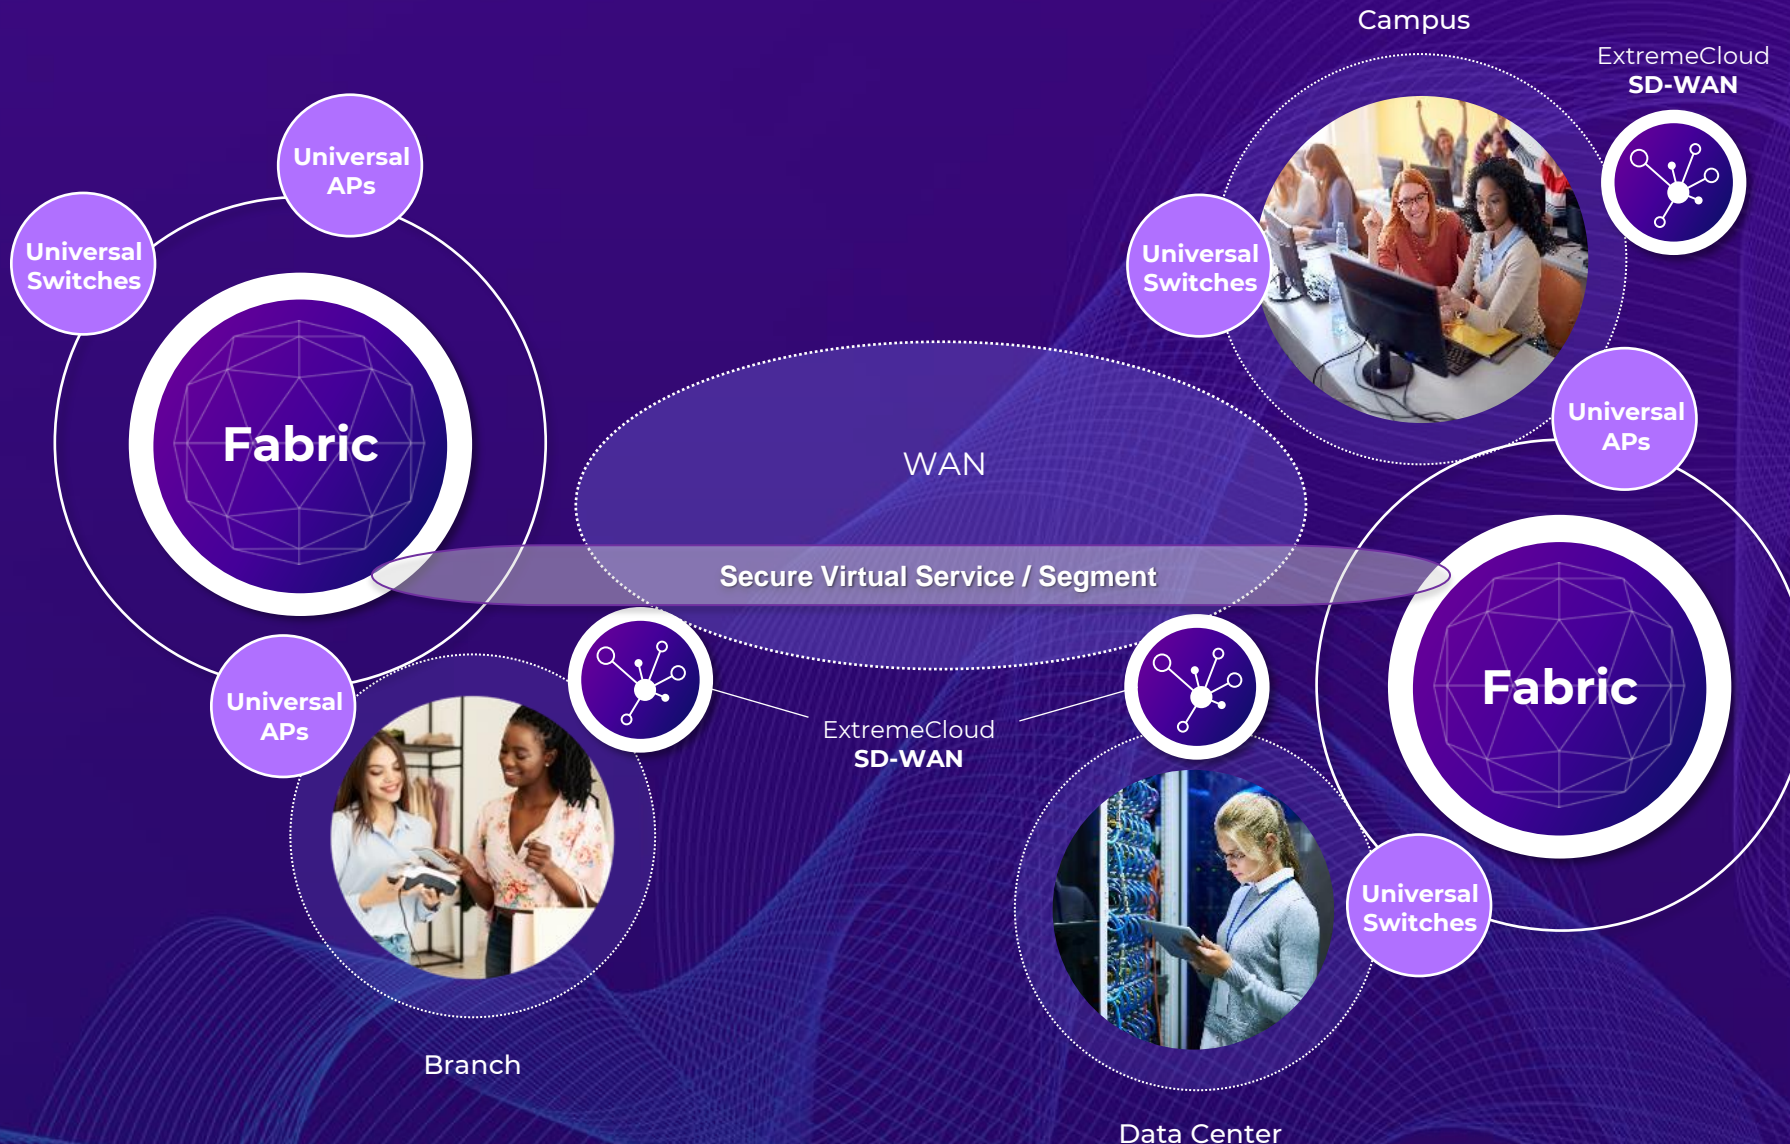 Campus
ExtremeCloud
SD-WAN
Universal
APs
Universal
Switches
Universal
Switches
Fabric
WAN
Universal
APs
Secure Virtual Service / Segment
Fabric
Universal
APs
ExtremeCloud
SD-WAN
Universal
Switches
Branch
Data Center